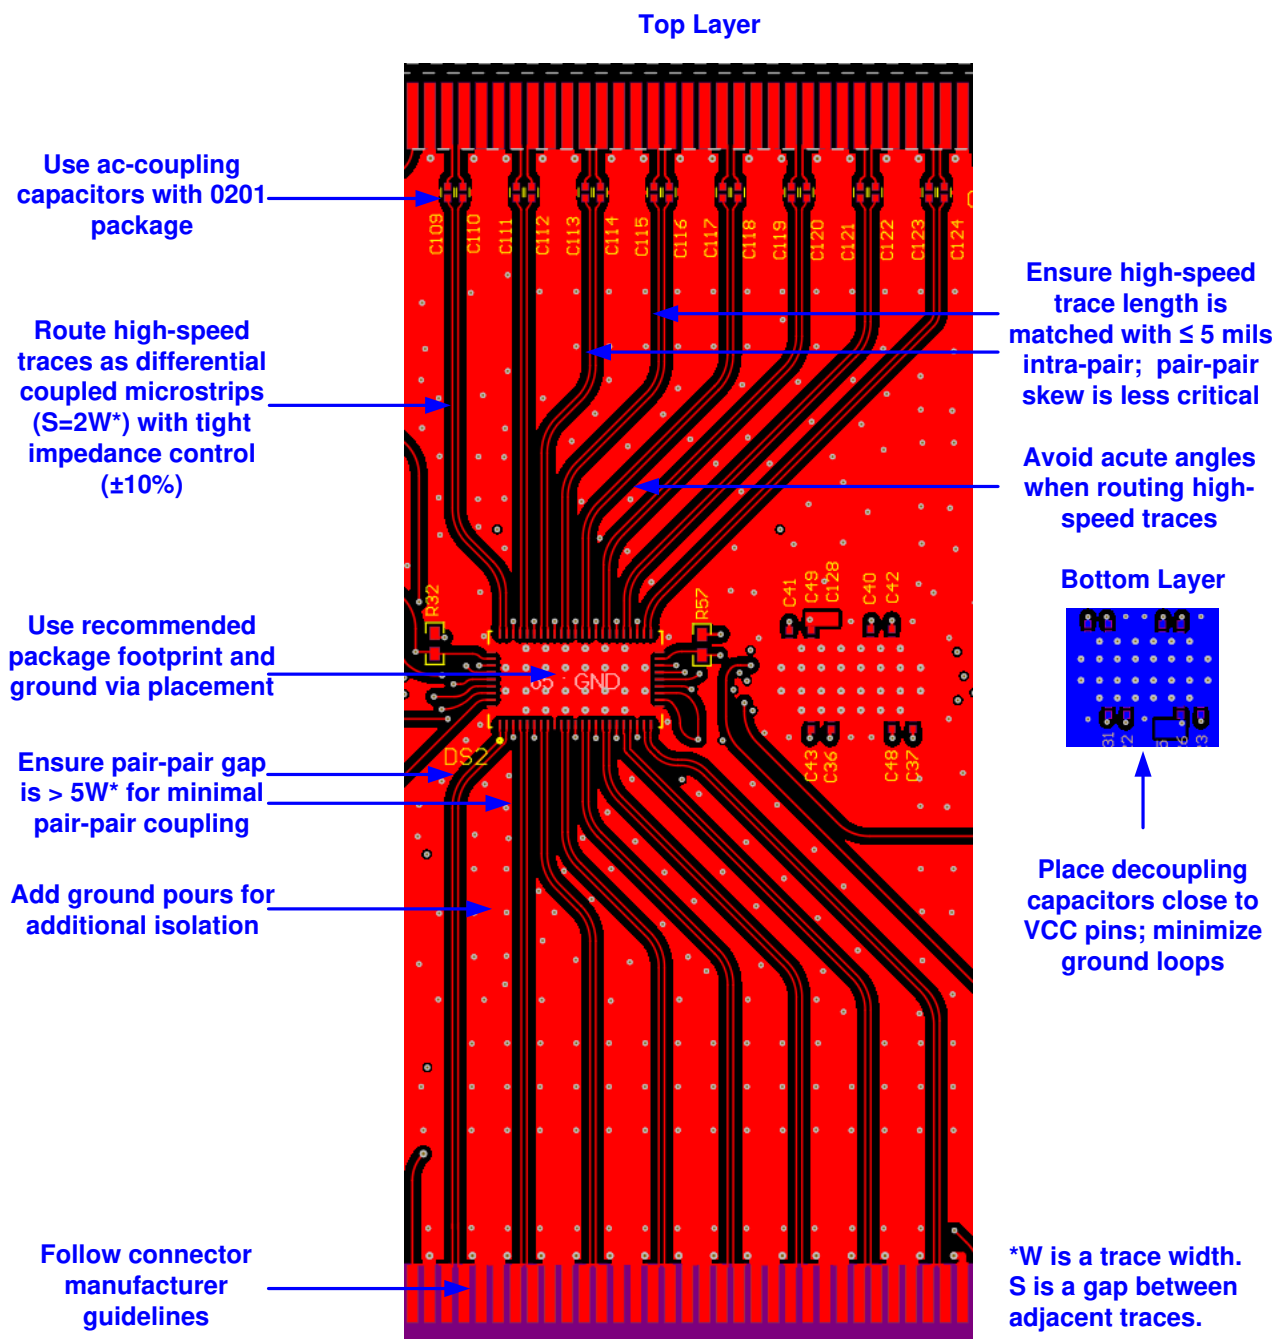 Top Layer
Use ac-coupling
capacitors with 0201
package
C109
C110
C111
C112
C113
C114
C115
C116
C117
C118
C119
C120
C121
C122
C123
C124
Ensure high-speed
trace length is
matched with ≤ 5 mils
intra-pair; pair-pair
skew is less critical
Route high-speed
traces as differential
coupled microstrips
(S=2W*) with tight
impedance control
(±10%)
Avoid acute angles
when routing high-
speed traces
Bottom Layer
R32
R57
C41
C49
C128
C40
C42
Use recommended
package footprint and
ground via placement
65 : GND
DS2
C43
C36
C48
C37
Ensure pair-pair gap
is > 5W* for minimal
pair-pair coupling
Place decoupling
capacitors close to
VCC pins; minimize
ground loops
Add ground pours for
additional isolation
Follow connector
manufacturer
guidelines
*W is a trace width.
S is a gap between
adjacent traces.